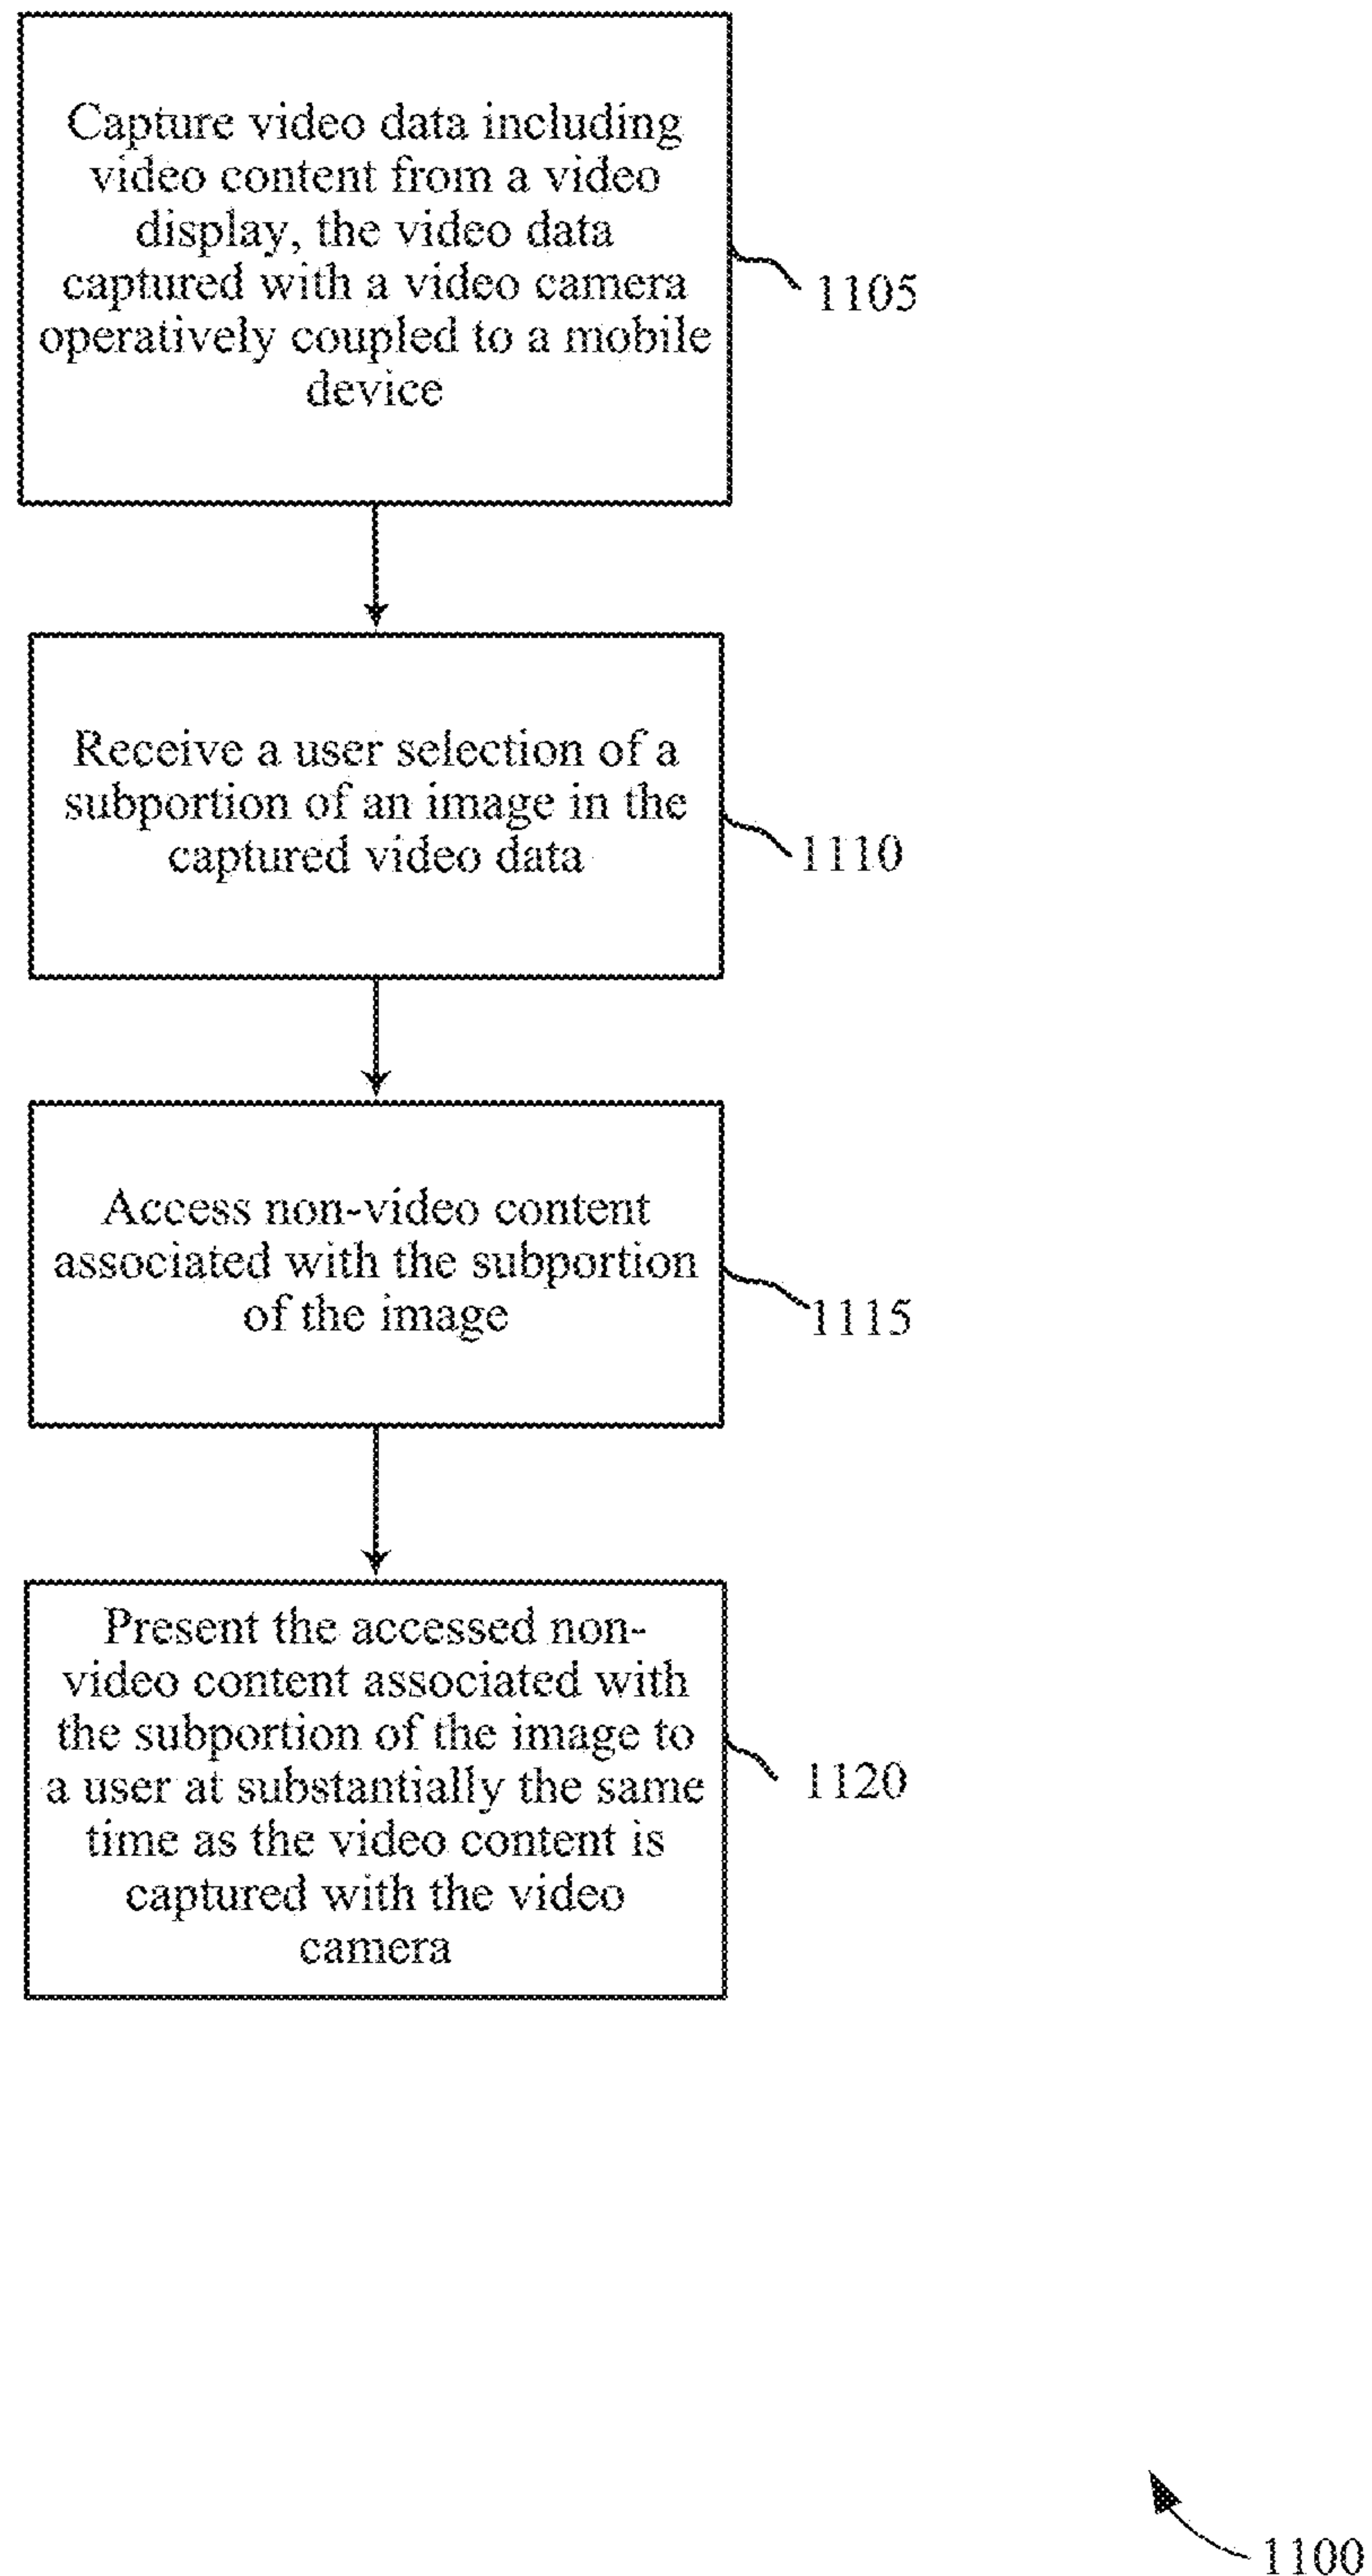 Capture video data including
video content from a video
display, the video data
captured with a video camera
operatively coupled to a mobile
device
1105
Receive a user selection of a
subportion of an image in the
captured video data
1110
Access non-video content
associated with the subportion
of the image
1115
Present the accessed non-
video content associated with
the subportion of the image to
a user at substantially the same
time as the video content is
captured with the video
camera
1120
1100